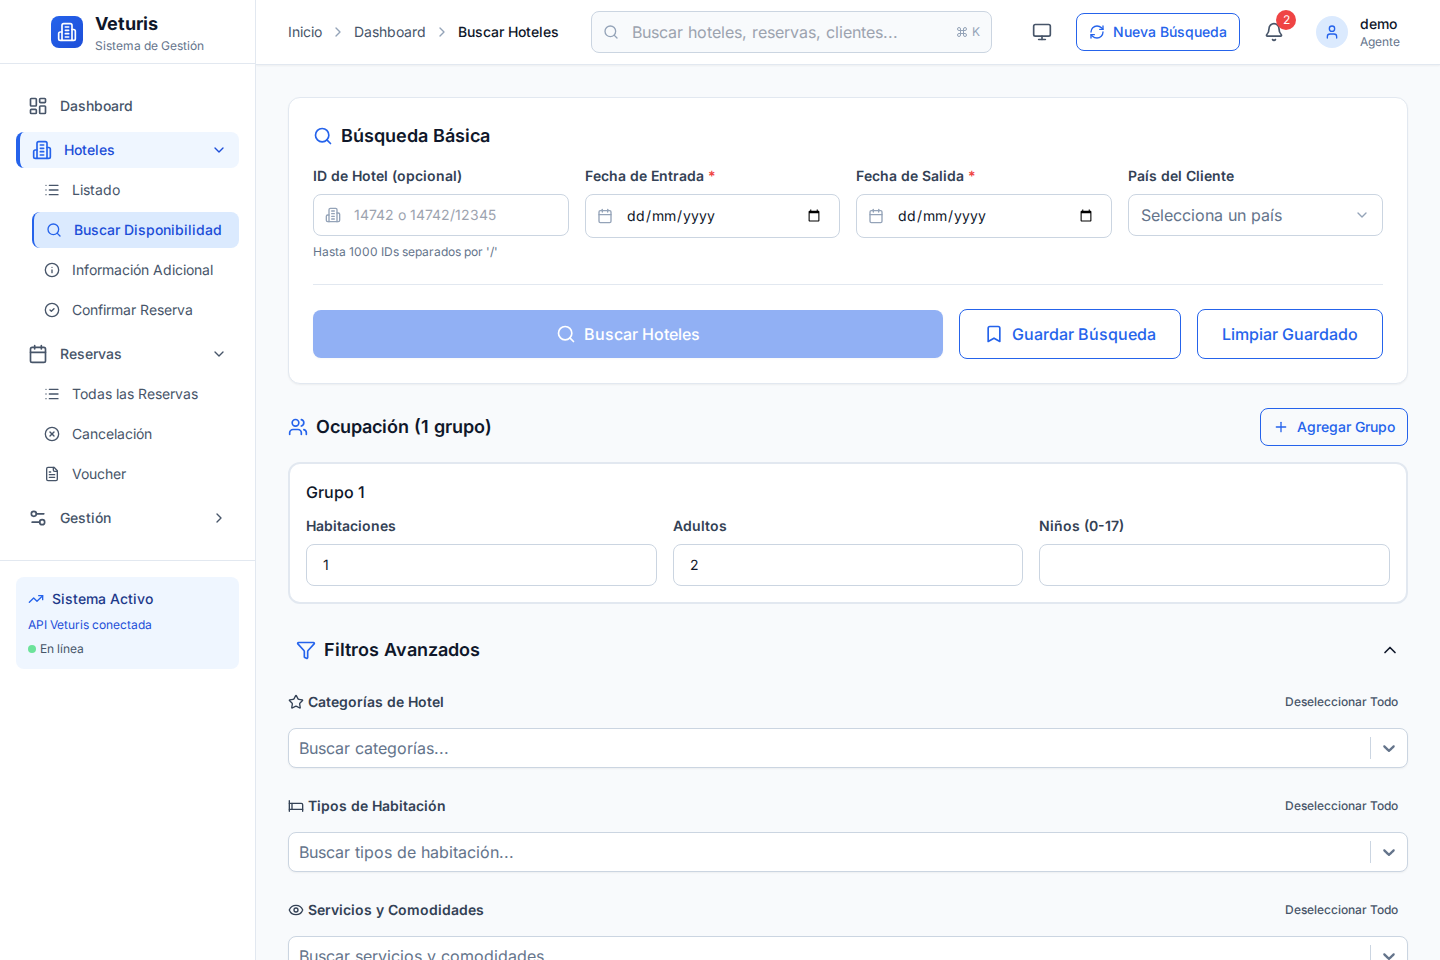 Veturis
Sistema de Gestión
Dashboard
Hoteles
Listado
Buscar Disponibilidad
Información Adicional
Confirmar Reserva
Reservas
Todas las Reservas
Cancelación
Voucher
Gestión
Sistema Activo
API Veturis conectada
En línea
Inicio > Dashboard > Buscar Hoteles
Buscar hoteles, reservas, clientes...
⌘ K
Nueva Búsqueda
2
demo
Agente
Búsqueda Básica
ID de Hotel (opcional)
14742 o 14742/12345
Hasta 1000 IDs separados por '/'
Fecha de Entrada *
dd/mm/yyyy
Fecha de Salida *
dd/mm/yyyy
País del Cliente
Selecciona un país
Buscar Hoteles
Guardar Búsqueda
Limpiar Guardado
Ocupación (1 grupo)
Agregar Grupo
Grupo 1
Habitaciones
1
Adultos
2
Niños (0-17)
Filtros Avanzados
Categorías de Hotel
Deseleccionar Todo
Buscar categorías...
Tipos de Habitación
Deseleccionar Todo
Buscar tipos de habitación...
Servicios y Comodidades
Deseleccionar Todo
Buscar servicios y comodidades